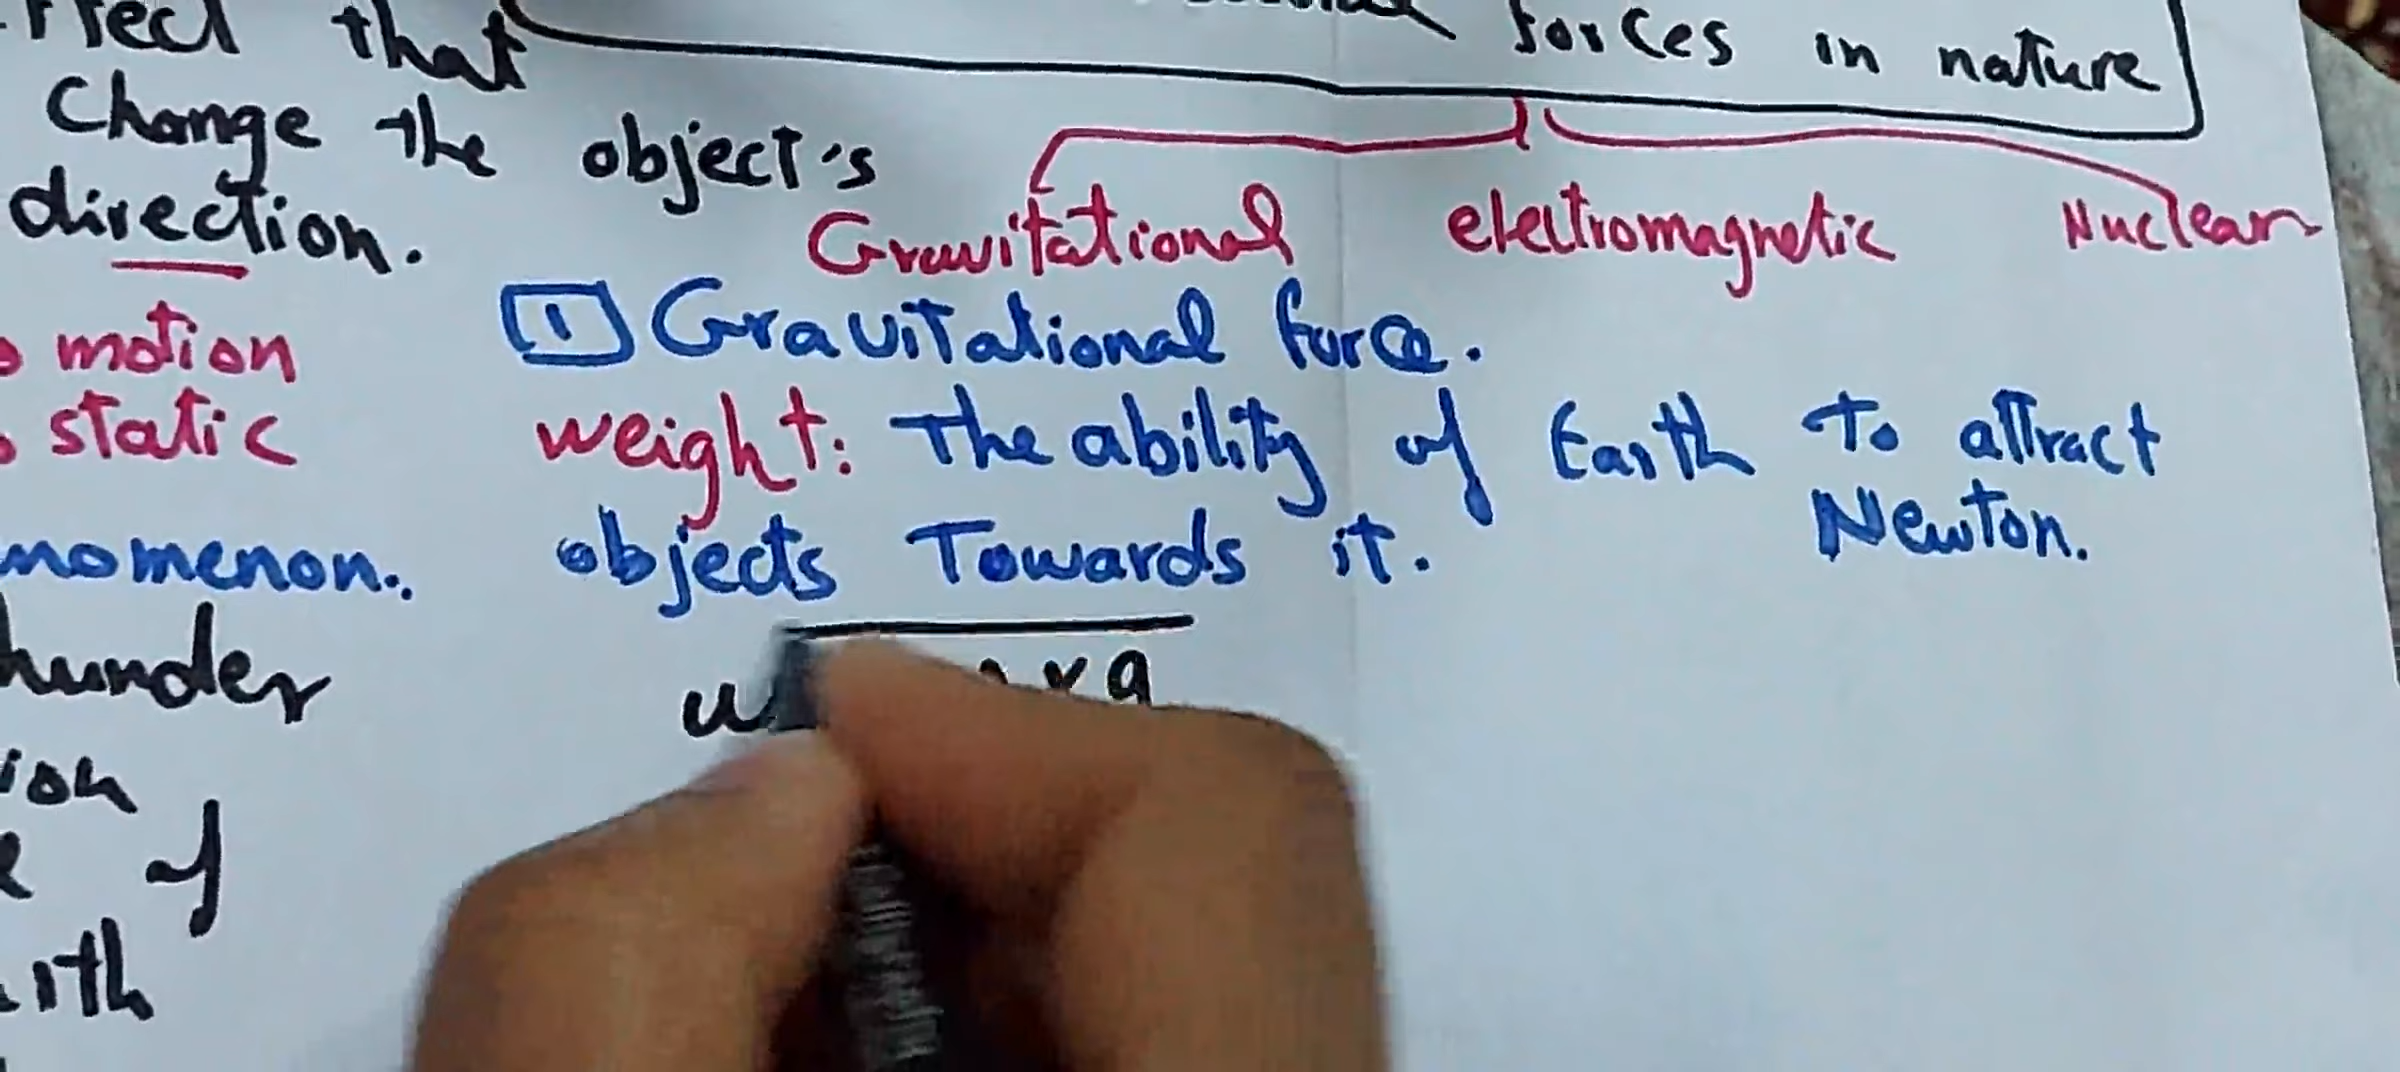 that
Change the object's
direction.
motion
static
nomenon.
hunder
ion
of
forces in nature
Gravitational electromagnetic Nuclear
1 Gravitational force.
weight: The ability of Earth To attract
objects Towards it. Newton.